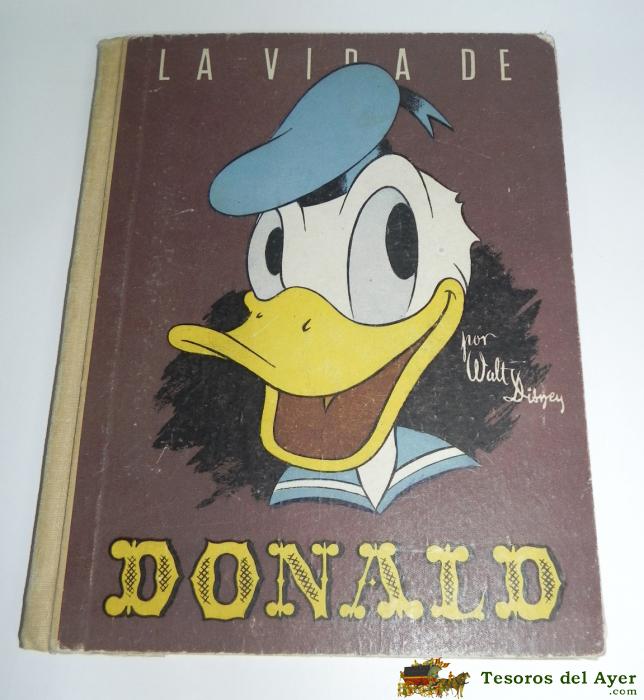 LA VIDA DE
por
Walt
Disney
DONALD
Tesoros del Ayer
.com